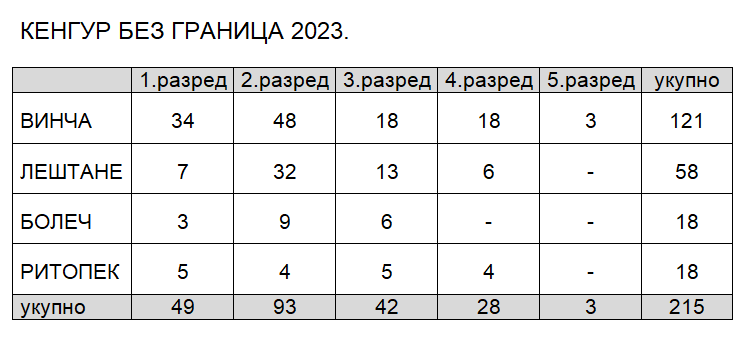 КЕНГУР БЕЗ ГРАНИЦА 2023.
1.разред 2.разред 3.разред 4.разред 5.разред укупно
ВИНЧА 34 48 18 18 3 121
ЛЕШТАНЕ 7 32 13 6 - 58
БОЛЕЧ 3 9 6 - - 18
РИТОПЕК 5 4 5 4 - 18
укупно 49 93 42 28 3 215